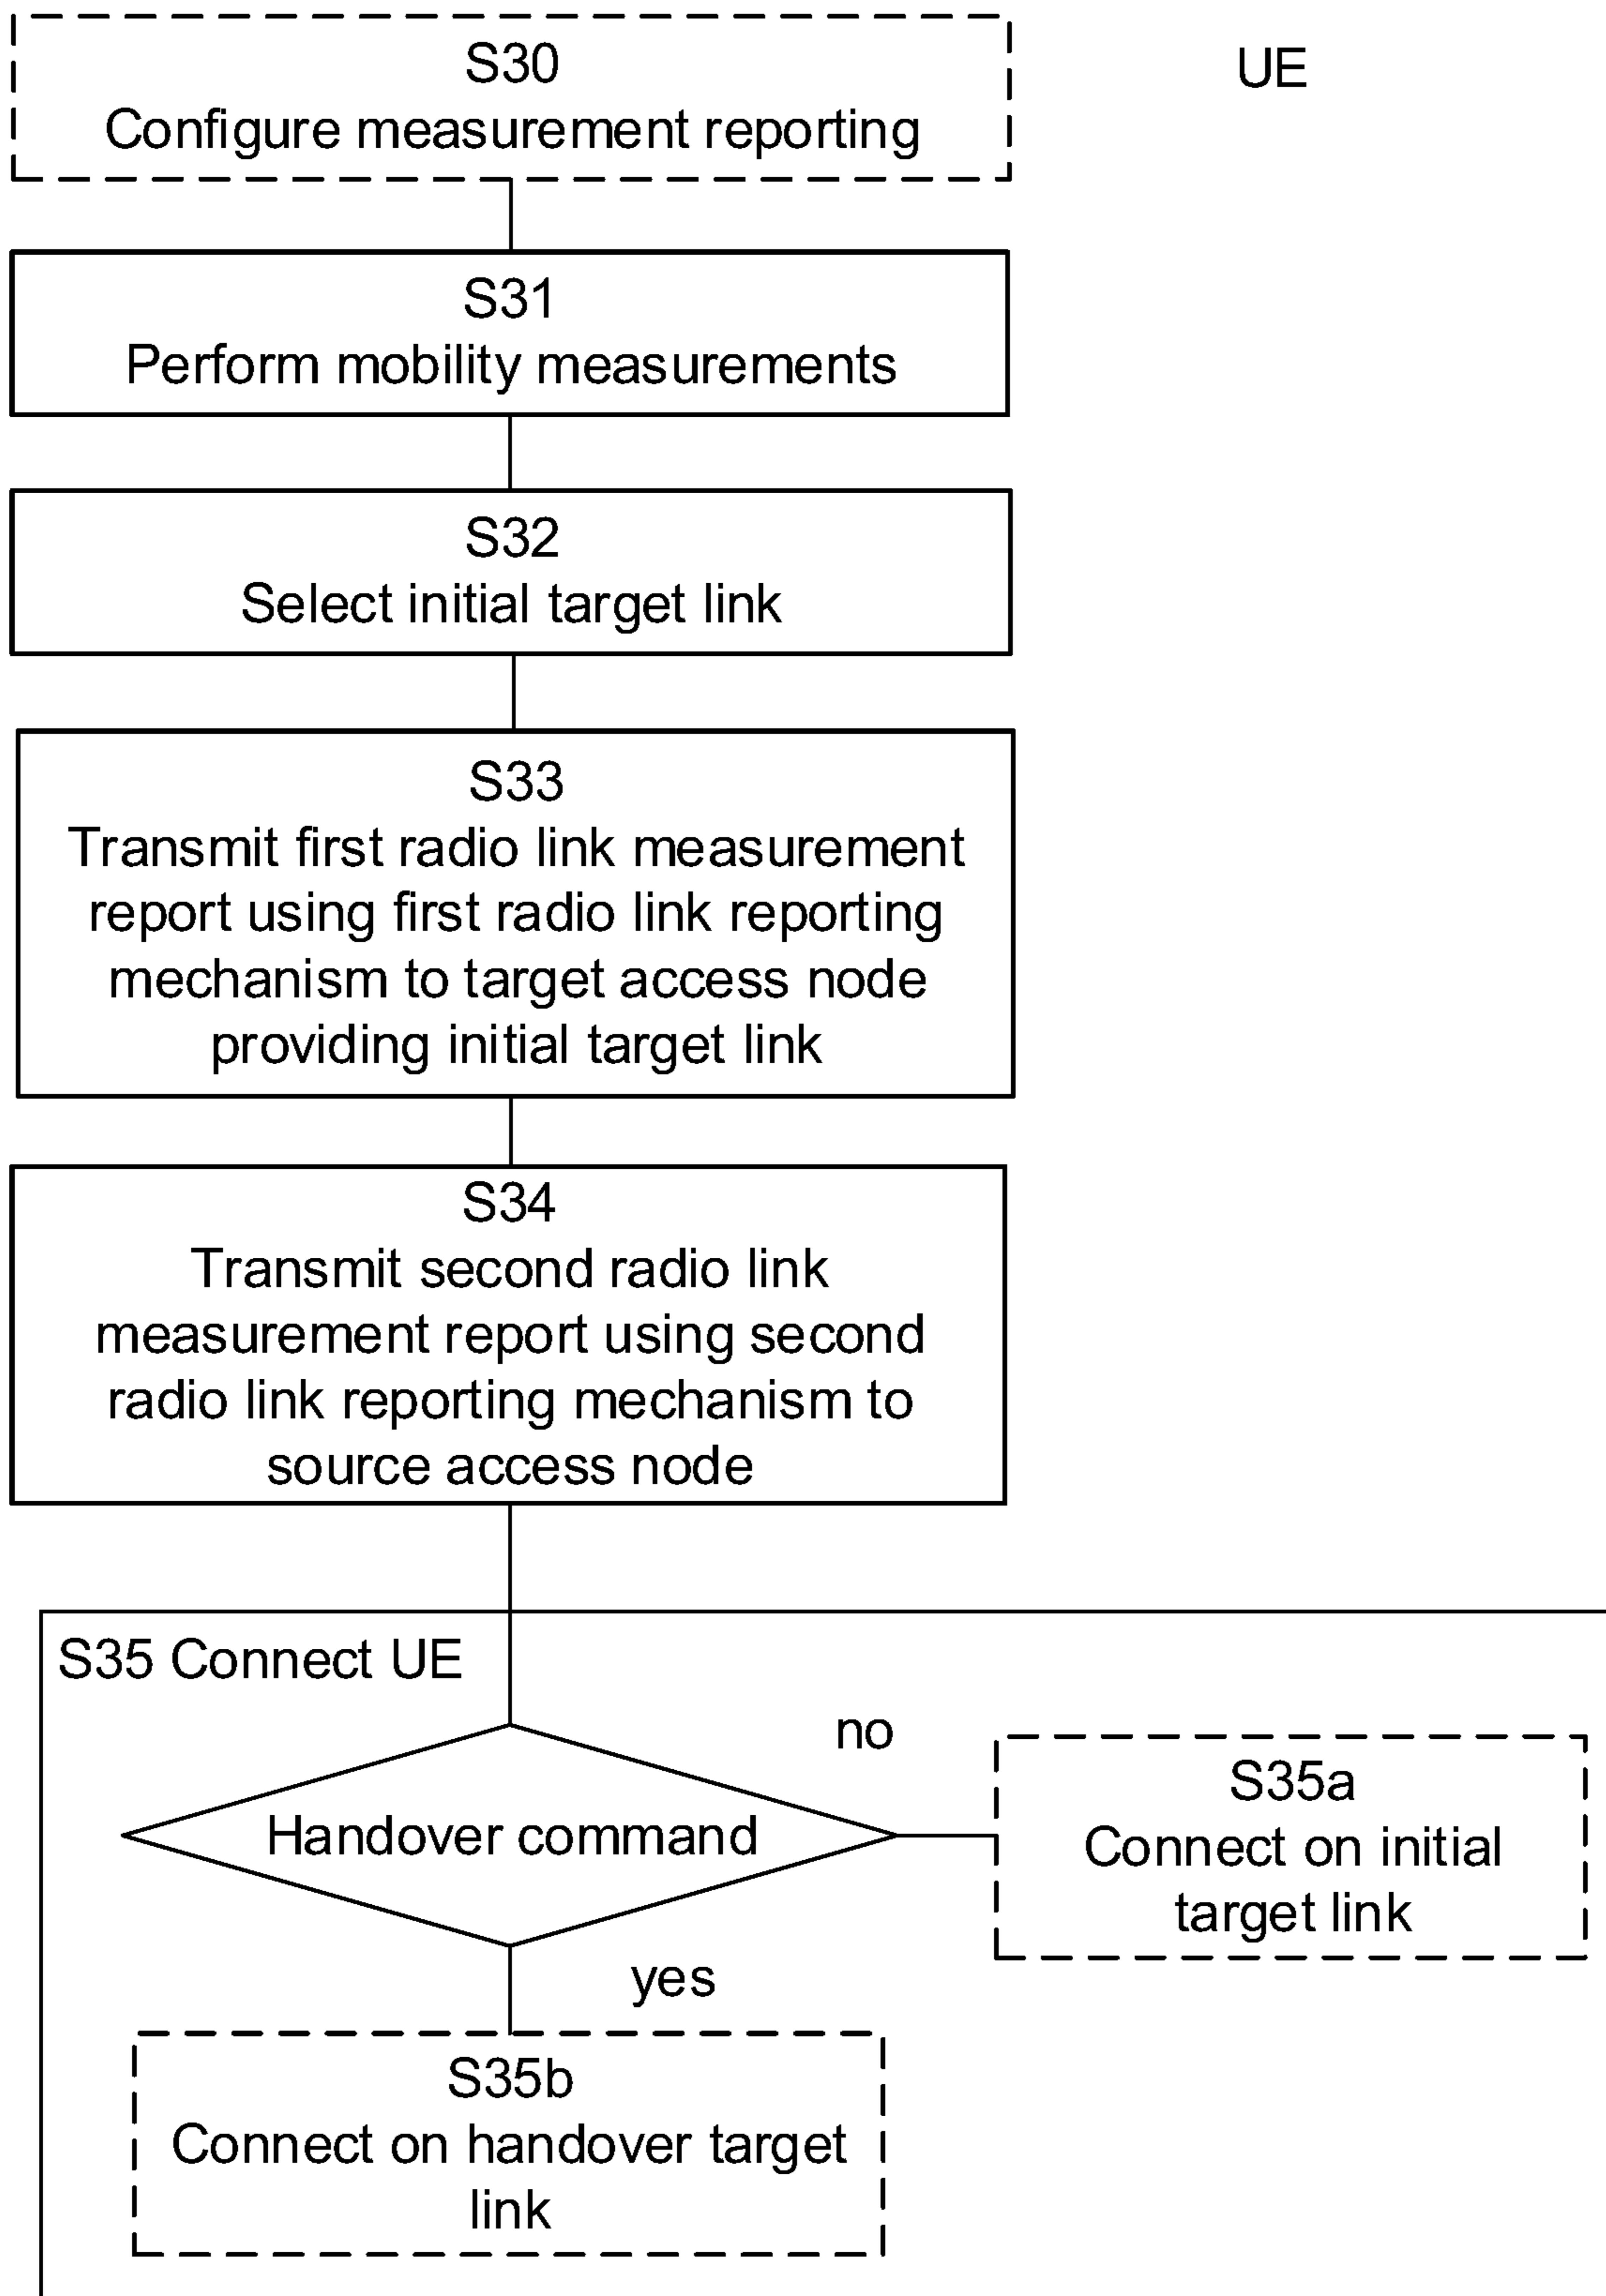 S30
Configure measurement reporting
UE
S31
Perform mobility measurements
S32
Select initial target link
S33
Transmit first radio link measurement
report using first radio link reporting
mechanism to target access node
providing initial target link
S34
Transmit second radio link
measurement report using second
radio link reporting mechanism to
source access node
S35 Connect UE
no
Handover command
S35a
Connect on initial
target link
yes
S35b
Connect on handover target
link